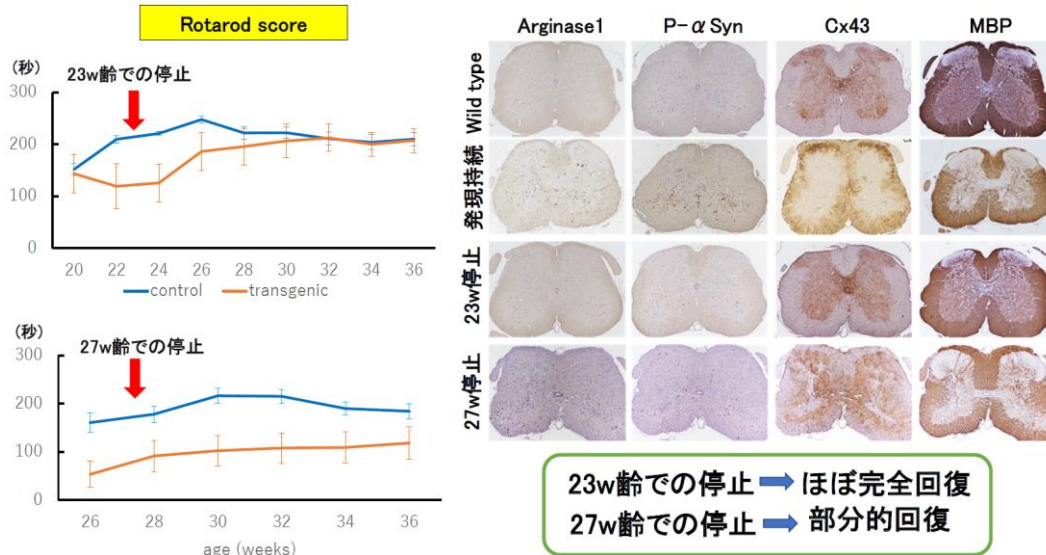 Rotarod score
(秒)
23w齢での停止
300
200
100
0
20 22 24 26 28 30 32 34 36
control transgenic
(秒)
27w齢での停止
300
200
100
0
26 28 30 32 34 36
age (weeks)
Arginase1 P-αSyn Cx43 MBP
Wild type
発現持続
23w停止
27w停止
23w齢での停止 ➡ ほぼ完全回復
27w齢での停止 ➡ 部分的回復